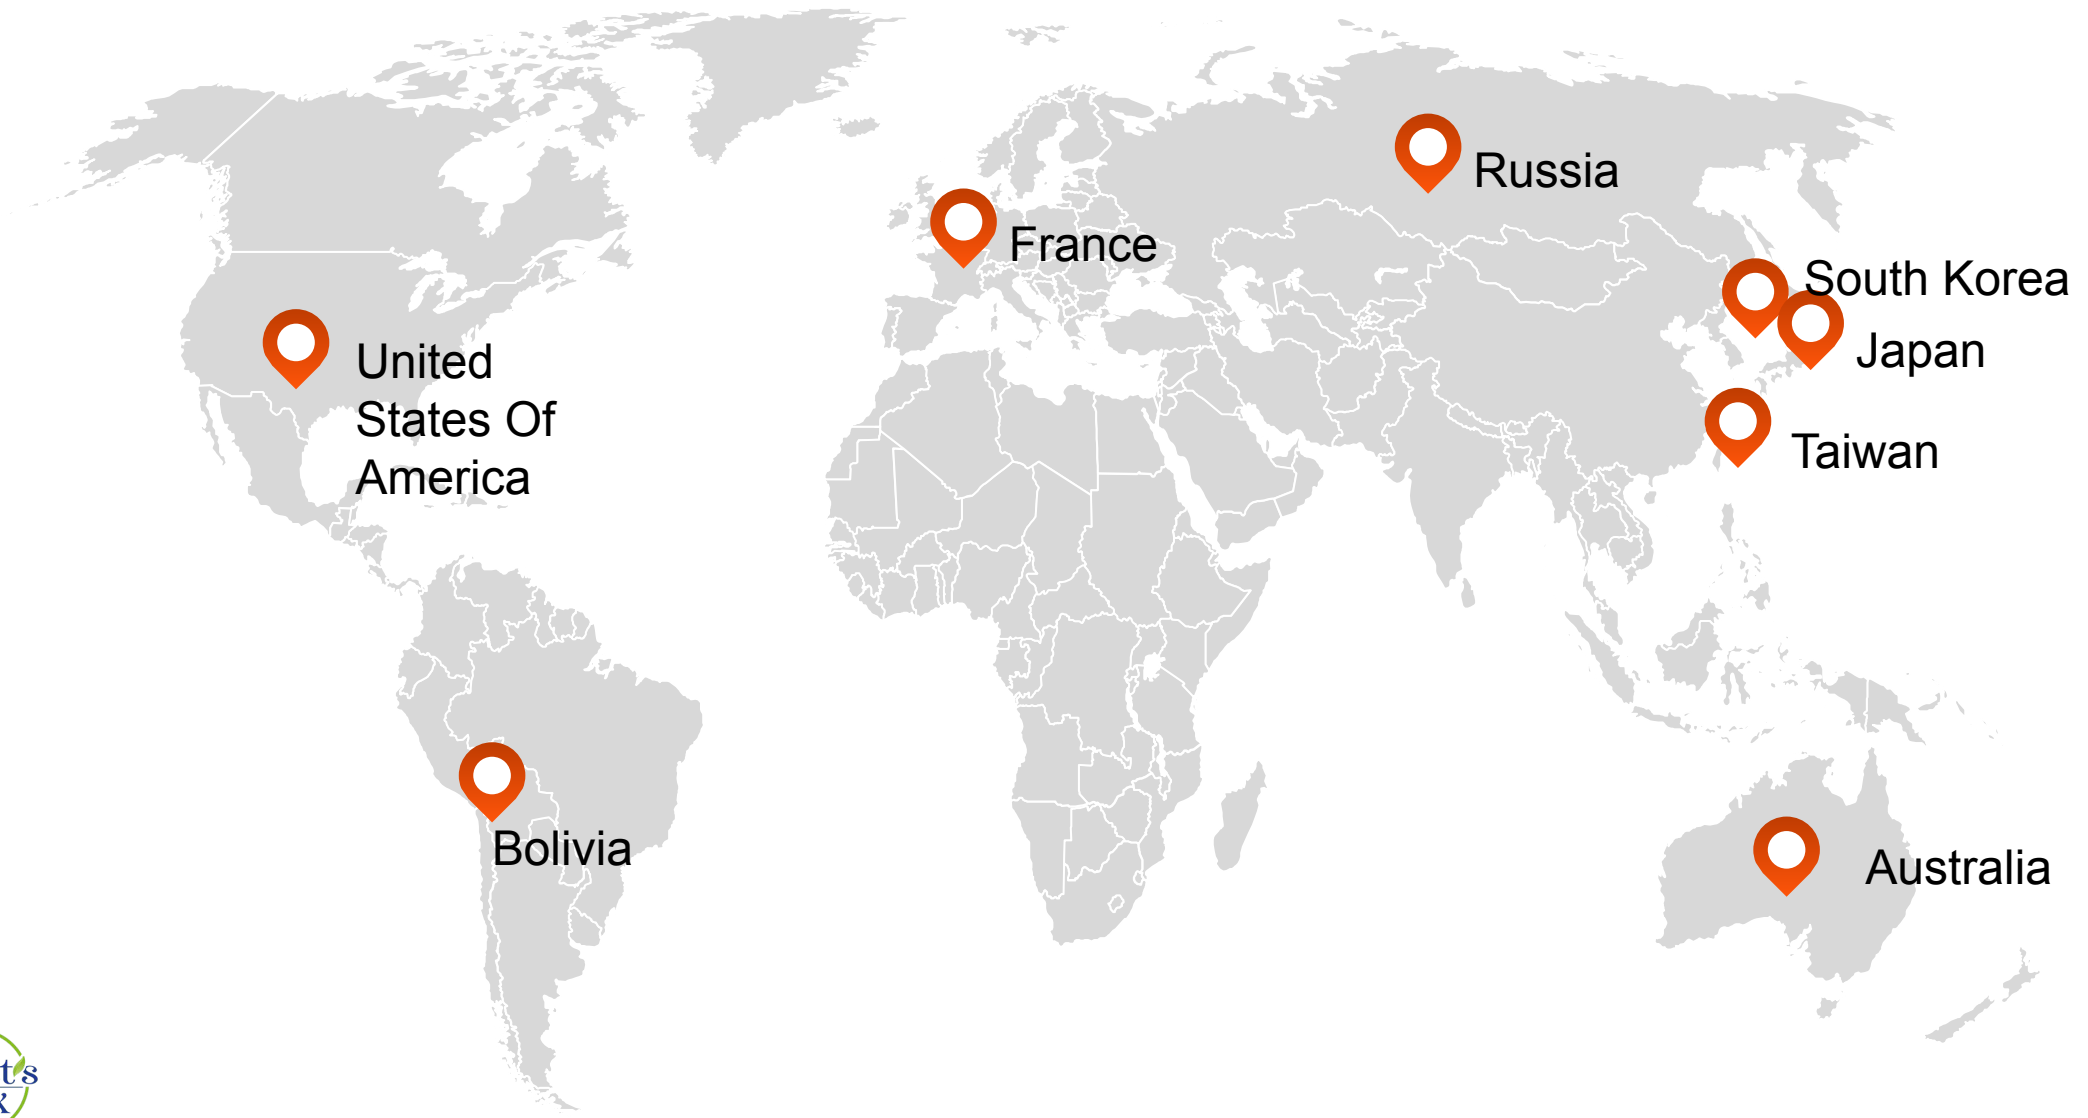 Russia
France
South Korea
United
States Of
America
Japan
Taiwan
Bolivia
Australia
t's